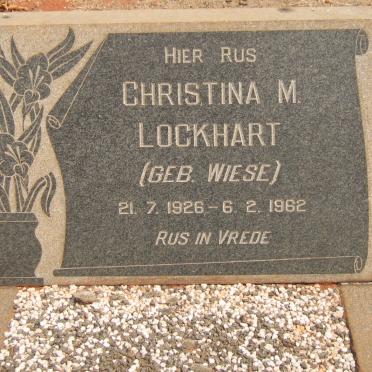 HIER RUS
CHRISTINA M.
LOCKHART
(GEB. WIESE)
21. 7. 1926 - 6. 2. 1962
RUS IN VREDE